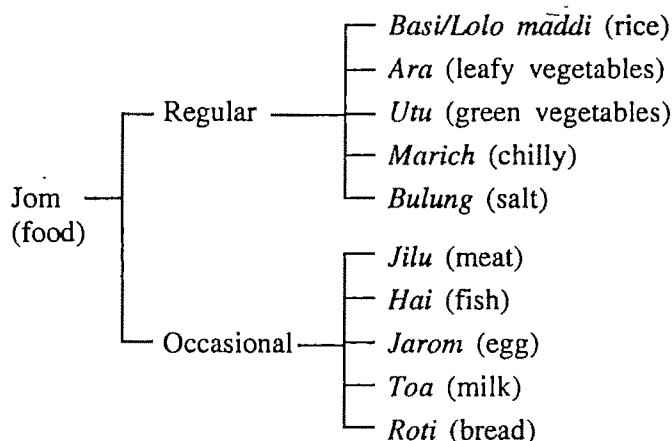 Basi/Lolo maddi (rice)
Ara (leafy vegetables)
Regular
Utu (green vegetables)
Marich (chilly)
Jom
(food)
Bulung (salt)
Jilu (meat)
Hai (fish)
Occasional
Jarom (egg)
Toa (milk)
Roti (bread)